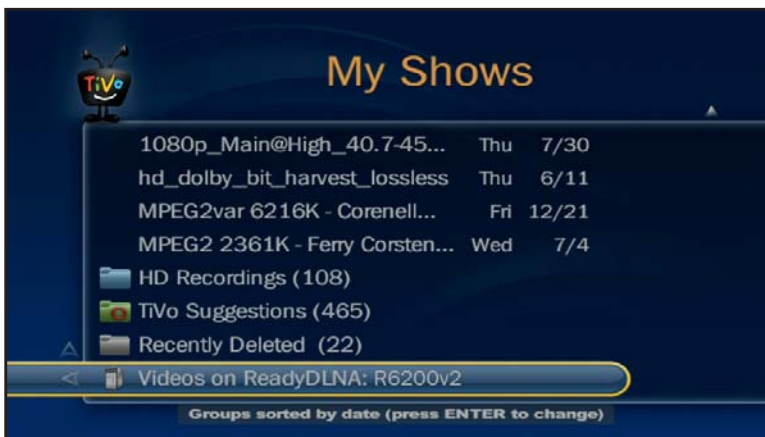 TiVo
My Shows
1080p_Main@High_40.7-45... Thu 7/30
hd_dolby_bit_harvest_lossless Thu 6/11
MPEG2var 6216K - Corenell... Fri 12/21
MPEG2 2361K - Ferry Corsten... Wed 7/4
HD Recordings (108)
TiVo Suggestions (465)
Recently Deleted (22)
Videos on ReadyDLNA: R6200v2
Groups sorted by date (press ENTER to change)